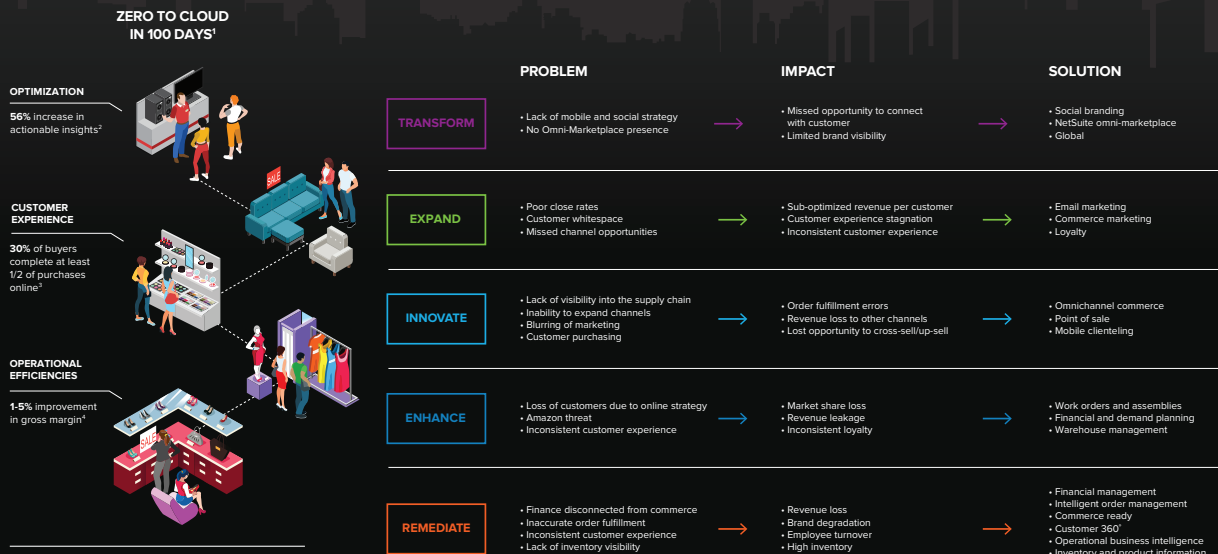 ZERO TO CLOUD
IN 100 DAYS¹
OPTIMIZATION
56% increase in
actionable insights²
CUSTOMER
EXPERIENCE
30% of buyers
complete at least
1/2 of purchases
online³
OPERATIONAL
EFFICIENCIES
1-5% improvement
in gross margin⁴
SALE
SALE
PROBLEM
IMPACT
SOLUTION
TRANSFORM
• Lack of mobile and social strategy
• No Omni-Marketplace presence
• Missed opportunity to connect
with customer
• Limited brand visibility
• Social branding
• NetSuite omni-marketplace
• Global
EXPAND
• Poor close rates
• Customer whitespace
• Missed channel opportunities
• Sub-optimized revenue per customer
• Customer experience stagnation
• Inconsistent customer experience
• Email marketing
• Commerce marketing
• Loyalty
INNOVATE
• Lack of visibility into the supply chain
• Inability to expand channels
• Blurring of marketing
• Customer purchasing
• Order fulfillment errors
• Revenue loss to other channels
• Lost opportunity to cross-sell/up-sell
• Omnichannel commerce
• Point of sale
• Mobile clienteling
ENHANCE
• Loss of customers due to online strategy
• Amazon threat
• Inconsistent customer experience
• Market share loss
• Revenue leakage
• Inconsistent loyalty
• Work orders and assemblies
• Financial and demand planning
• Warehouse management
REMEDIATE
• Finance disconnected from commerce
• Inaccurate order fulfillment
• Inconsistent customer experience
• Lack of inventory visibility
• Revenue loss
• Brand degradation
• Employee turnover
• High inventory
• Financial management
• Intelligent order management
• Commerce ready
• Customer 360°
• Operational business intelligence
• Inventory and product information